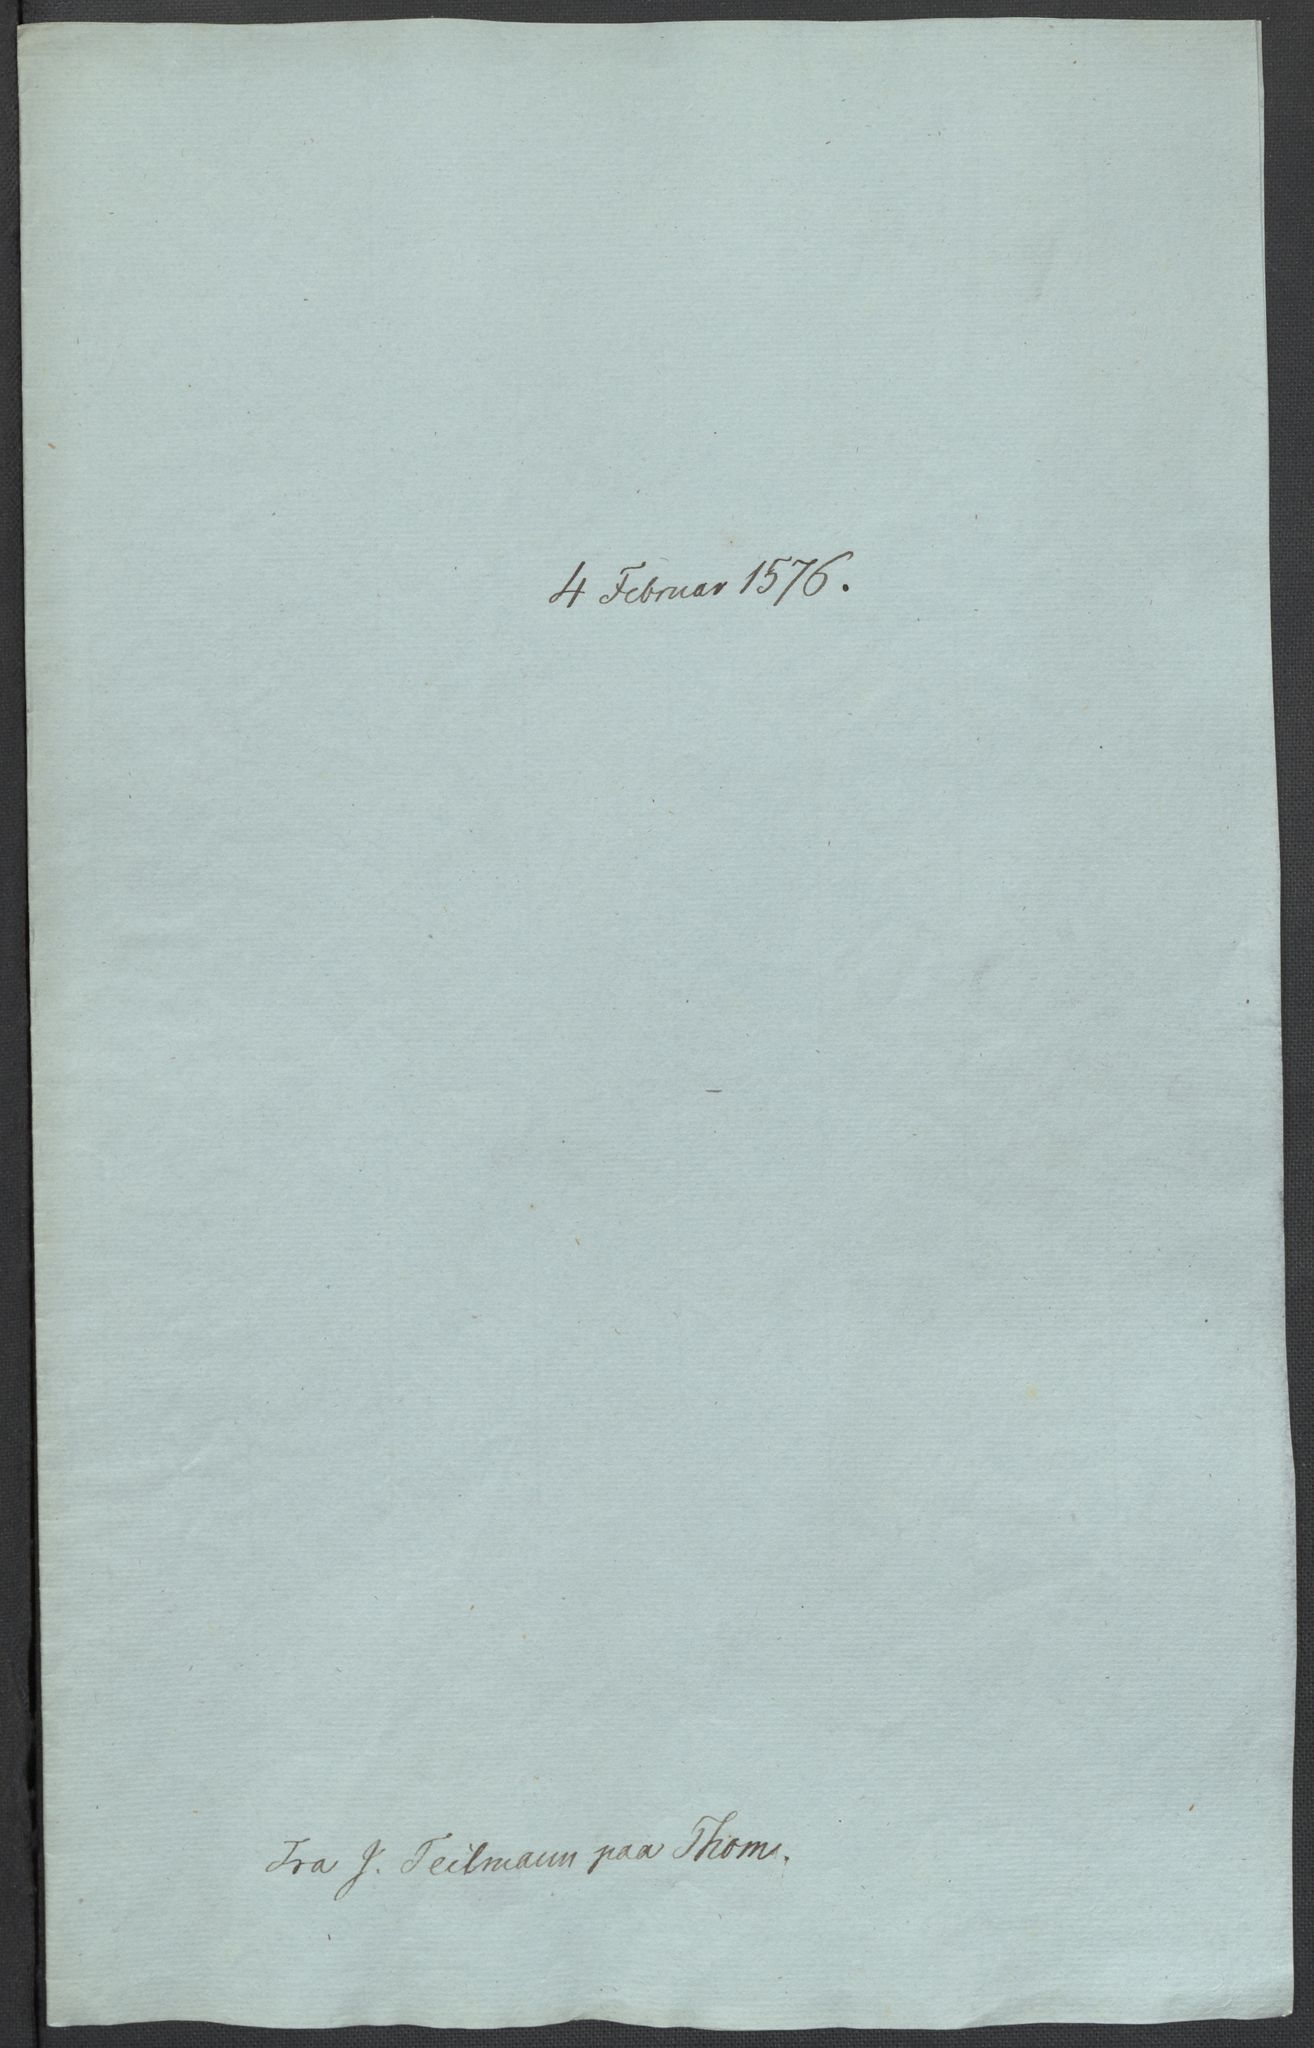 4 Februar 1576.
Fra J. Teilmann paa Thom.